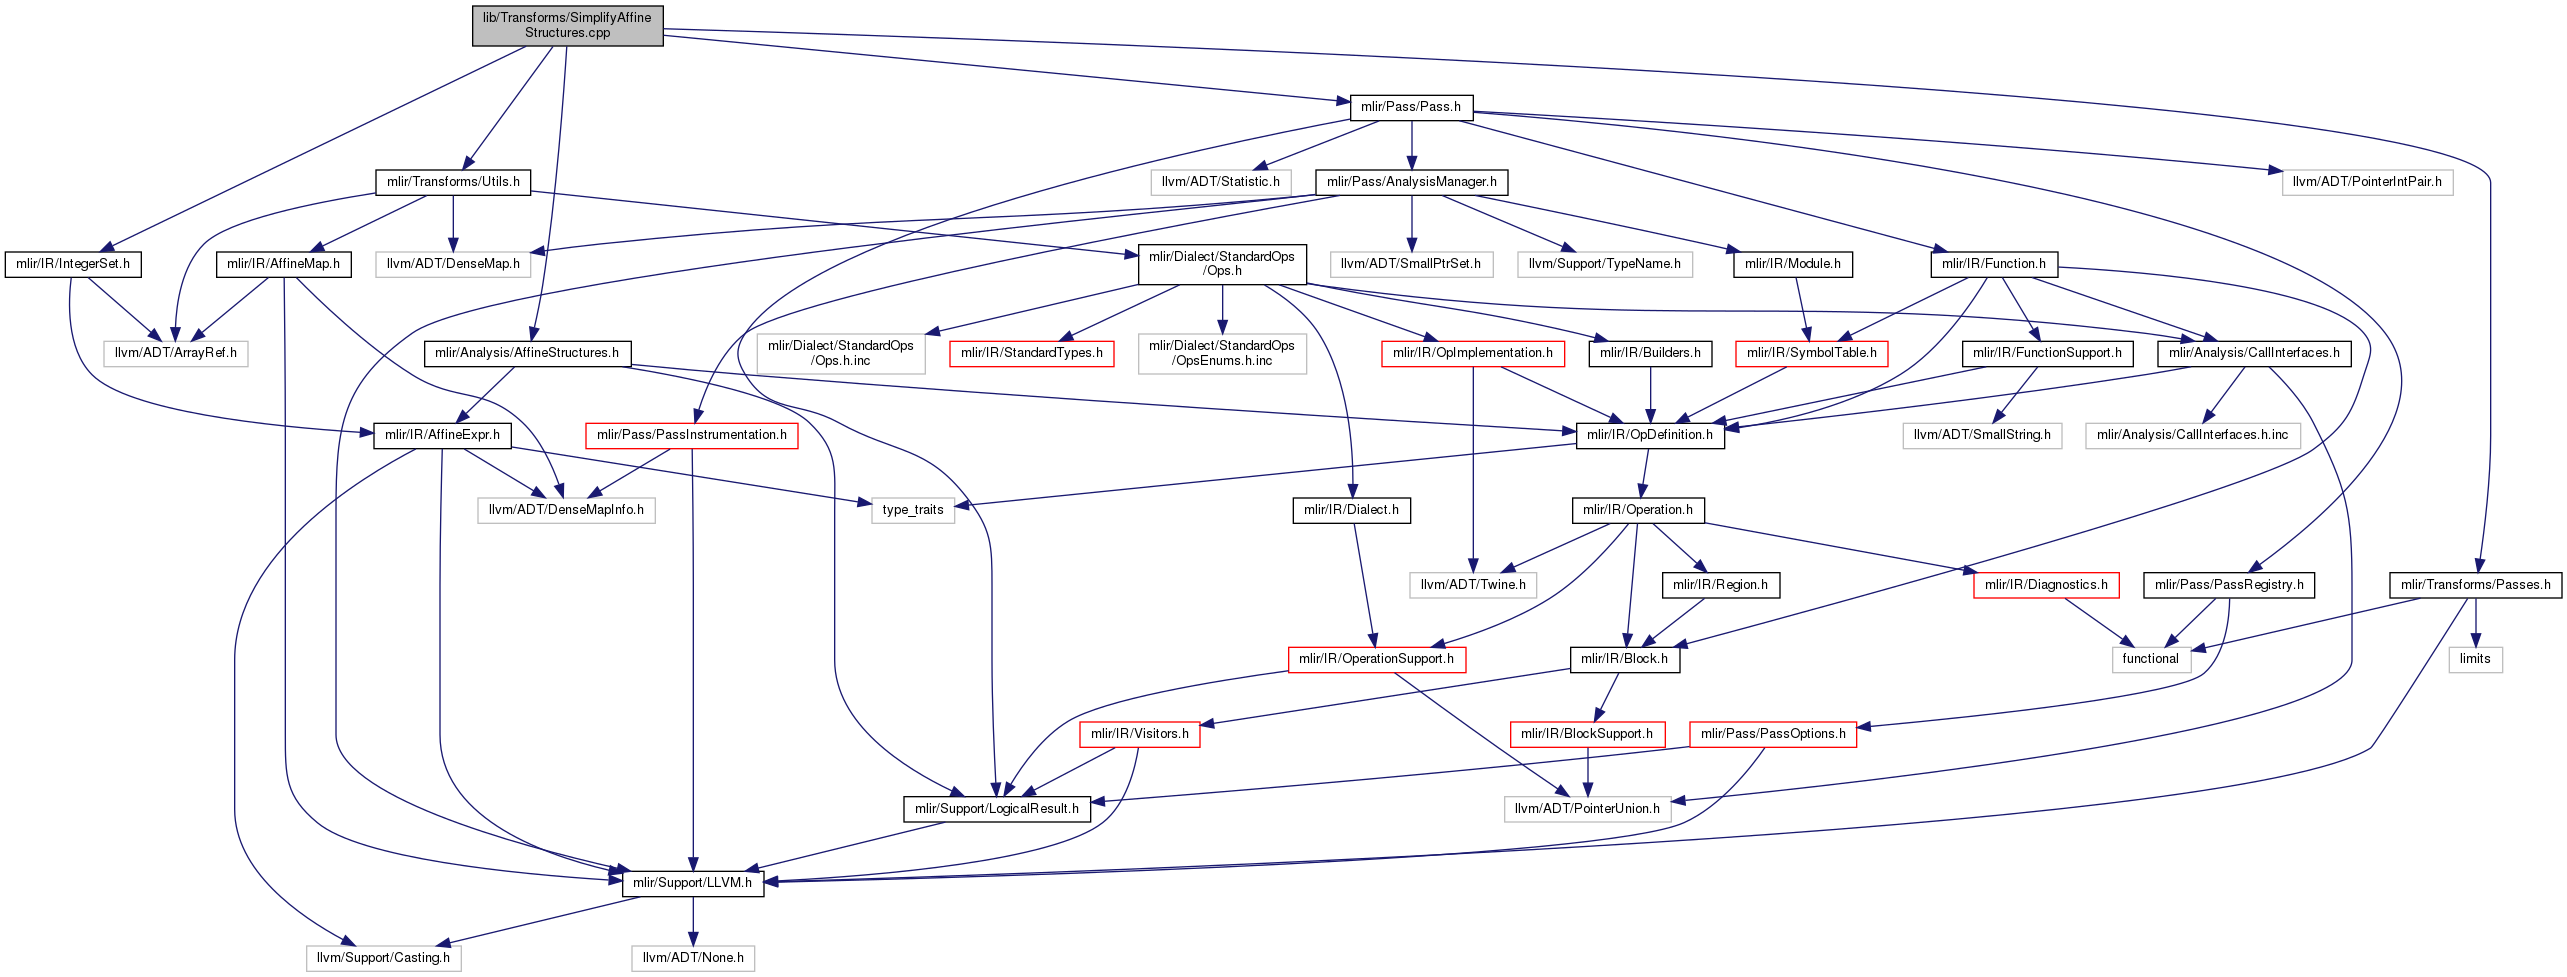 lib/Transforms/SimplifyAffine
Structures.cpp
mlir/Pass/Pass.h
mlir/Transforms/Utils.h
llvm/ADT/Statistic.h
mlir/Pass/AnalysisManager.h
llvm/ADT/PointerIntPair.h
mlir/IR/IntegerSet.h
mlir/IR/AffineMap.h
llvm/ADT/DenseMap.h
mlir/Dialect/StandardOps
/Ops.h
llvm/ADT/SmallPtrSet.h
llvm/Support/TypeName.h
mlir/IR/Module.h
mlir/IR/Function.h
llvm/ADT/ArrayRef.h
mlir/Analysis/AffineStructures.h
mlir/Dialect/StandardOps
/Ops.h.inc
mlir/IR/StandardTypes.h
mlir/Dialect/StandardOps
/OpsEnums.h.inc
mlir/IR/OpImplementation.h
mlir/IR/Builders.h
mlir/IR/SymbolTable.h
mlir/IR/FunctionSupport.h
mlir/Analysis/CallInterfaces.h
mlir/IR/AffineExpr.h
mlir/Pass/PassInstrumentation.h
mlir/IR/OpDefinition.h
llvm/ADT/SmallString.h
mlir/Analysis/CallInterfaces.h.inc
llvm/ADT/DenseMapInfo.h
type_traits
mlir/IR/Dialect.h
mlir/IR/Operation.h
llvm/ADT/Twine.h
mlir/IR/Region.h
mlir/IR/Diagnostics.h
mlir/Pass/PassRegistry.h
mlir/Transforms/Passes.h
mlir/IR/OperationSupport.h
mlir/IR/Block.h
functional
limits
mlir/IR/Visitors.h
mlir/IR/BlockSupport.h
mlir/Pass/PassOptions.h
mlir/Support/LogicalResult.h
llvm/ADT/PointerUnion.h
mlir/Support/LLVM.h
llvm/Support/Casting.h
llvm/ADT/None.h